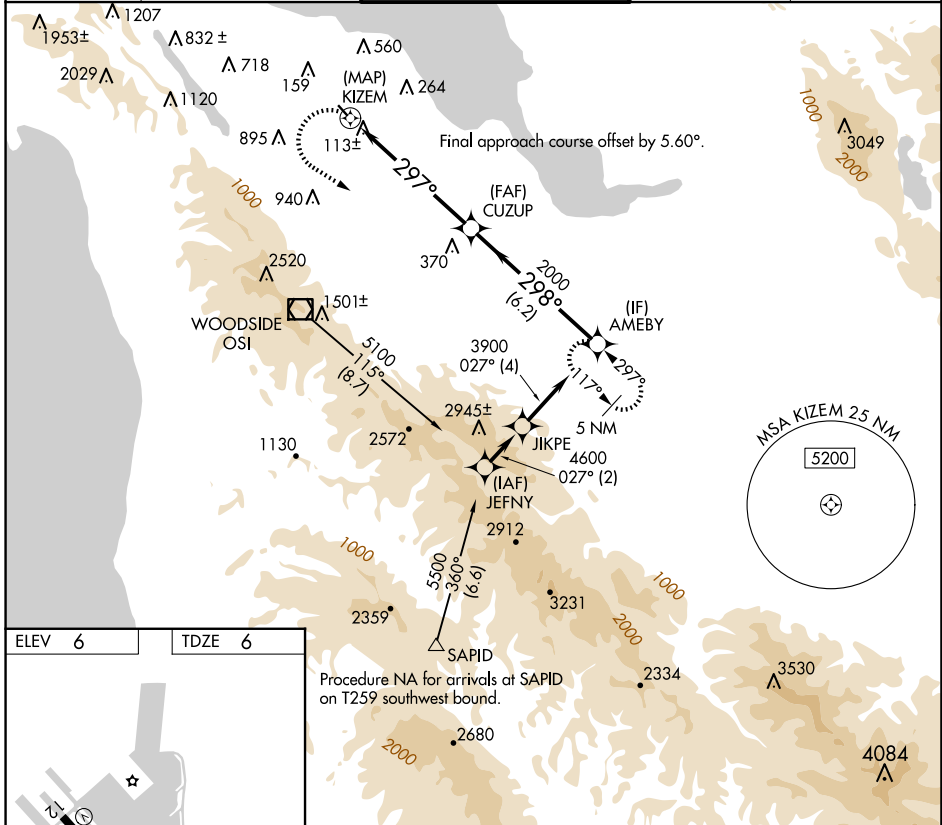 1207
1953±
832 ±
560
718
2029
159
(MAP)
KIZEM
264
1000
1120
3049
895
113±
Final approach course offset by 5.60°.
2000
297°
1000
940
(FAF)
CUZUP
370
2520
2000
298°
(6.2)
(IF)
AMEBY
1501±
WOODSIDE
OSI
5100
115°
(8.7)
3900
027° (4)
297°
117°
5 NM
2945±
2572
JIKPE
MSA KIZEM 25 NM
5200
1130
4600
027° (2)
(IAF)
JEFNY
2912
1000
5500
360°
(6.6)
1000
3231
2359
2000
ELEV 6
TDZE 6
SAPID
Procedure NA for arrivals at SAPID
on T259 southwest bound.
2334
3530
2680
2000
4084
12
V